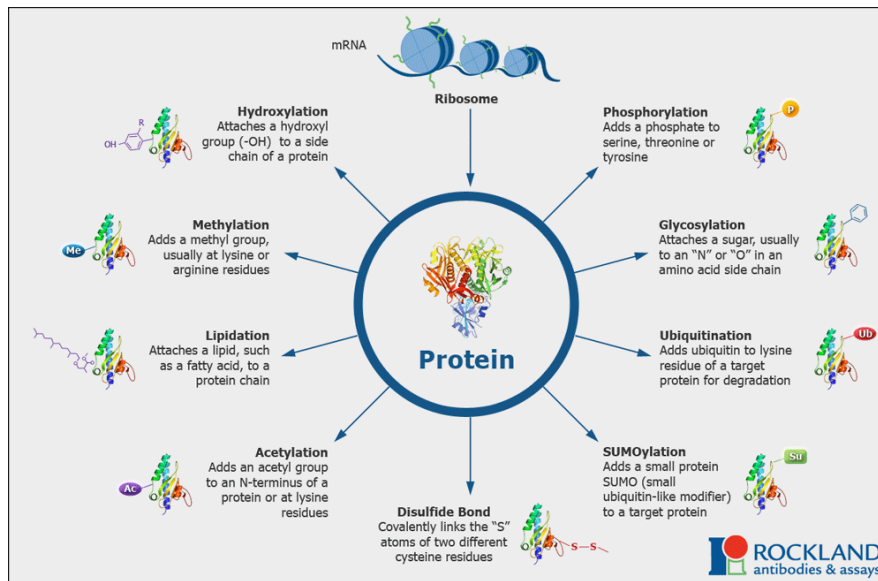 mRNA
Ribosome
Hydroxylation
Attaches a hydroxyl
group (-OH) to a side
chain of a protein
R
OH
Phosphorylation
Adds a phosphate to
serine, threonine or
tyrosine
P
Methylation
Adds a methyl group,
usually at lysine or
arginine residues
Me
Glycosylation
Attaches a sugar, usually
to an “N” or “O” in an
amino acid side chain
Protein
Lipidation
Attaches a lipid, such
as a fatty acid, to a
protein chain
Ubiquitination
Adds ubiquitin to lysine
residue of a target
protein for degradation
Ub
Acetylation
Adds an acetyl group
to an N-terminus of a
protein or at lysine
residues
Ac
SUMOylation
Adds a small protein
SUMO (small
ubiquitin-like modifier)
to a target protein
Su
Disulfide Bond
Covalently links the “S”
atoms of two different
cysteine residues
S—S
ROCKLAND
antibodies & assays